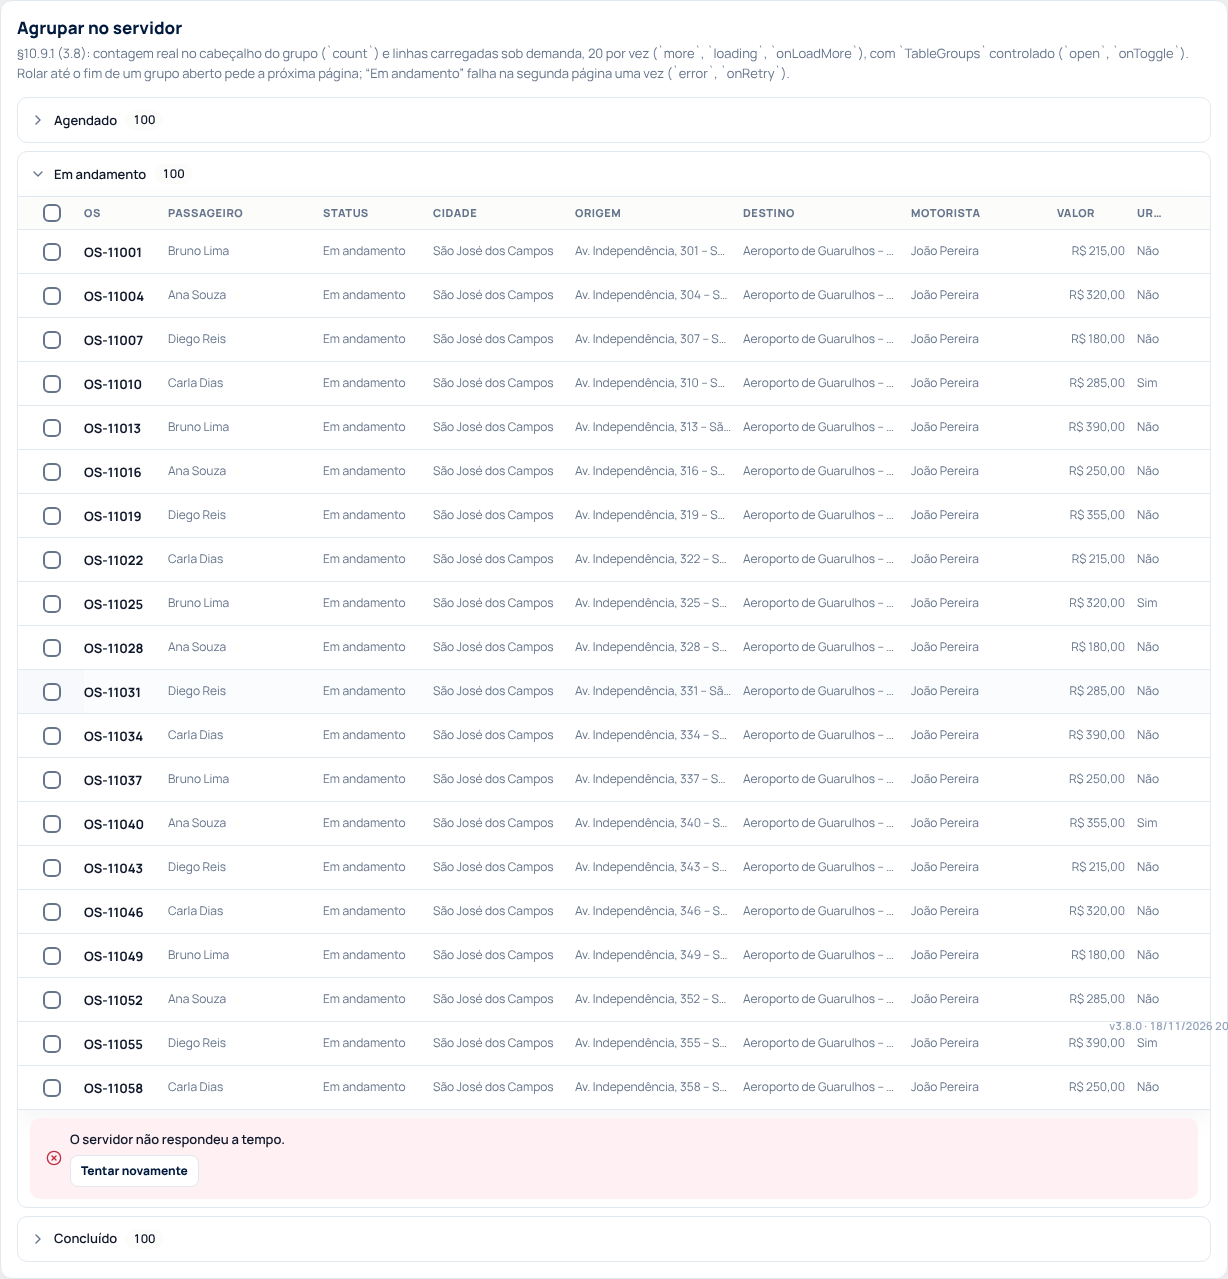 Agrupar no servidor
§10.9.1 (3.8): contagem real no cabeçalho do grupo (`count`) e linhas carregadas sob demanda, 20 por vez (`more`, `loading`, `onLoadMore`), com `TableGroups` controlado (`open`, `onToggle`).
Rolar até o fim de um grupo aberto pede a próxima página; “Em andamento” falha na segunda página uma vez (`error`, `onRetry`).
Agendado 100
Em andamento 100
OS PASSAGEIRO STATUS CIDADE ORIGEM DESTINO MOTORISTA VALOR UR…
OS-11001 Bruno Lima Em andamento São José dos Campos Av. Independência, 301 – S… Aeroporto de Guarulhos – … João Pereira R$ 215,00 Não
OS-11004 Ana Souza Em andamento São José dos Campos Av. Independência, 304 – S… Aeroporto de Guarulhos – … João Pereira R$ 320,00 Não
OS-11007 Diego Reis Em andamento São José dos Campos Av. Independência, 307 – S… Aeroporto de Guarulhos – … João Pereira R$ 180,00 Não
OS-11010 Carla Dias Em andamento São José dos Campos Av. Independência, 310 – S… Aeroporto de Guarulhos – … João Pereira R$ 285,00 Sim
OS-11013 Bruno Lima Em andamento São José dos Campos Av. Independência, 313 – Sã… Aeroporto de Guarulhos – … João Pereira R$ 390,00 Não
OS-11016 Ana Souza Em andamento São José dos Campos Av. Independência, 316 – S… Aeroporto de Guarulhos – … João Pereira R$ 250,00 Não
OS-11019 Diego Reis Em andamento São José dos Campos Av. Independência, 319 – S… Aeroporto de Guarulhos – … João Pereira R$ 355,00 Não
OS-11022 Carla Dias Em andamento São José dos Campos Av. Independência, 322 – S… Aeroporto de Guarulhos – … João Pereira R$ 215,00 Não
OS-11025 Bruno Lima Em andamento São José dos Campos Av. Independência, 325 – S… Aeroporto de Guarulhos – … João Pereira R$ 320,00 Sim
OS-11028 Ana Souza Em andamento São José dos Campos Av. Independência, 328 – S… Aeroporto de Guarulhos – … João Pereira R$ 180,00 Não
OS-11031 Diego Reis Em andamento São José dos Campos Av. Independência, 331 – Sã… Aeroporto de Guarulhos – … João Pereira R$ 285,00 Não
OS-11034 Carla Dias Em andamento São José dos Campos Av. Independência, 334 – S… Aeroporto de Guarulhos – … João Pereira R$ 390,00 Não
OS-11037 Bruno Lima Em andamento São José dos Campos Av. Independência, 337 – S… Aeroporto de Guarulhos – … João Pereira R$ 250,00 Não
OS-11040 Ana Souza Em andamento São José dos Campos Av. Independência, 340 – S… Aeroporto de Guarulhos – … João Pereira R$ 355,00 Sim
OS-11043 Diego Reis Em andamento São José dos Campos Av. Independência, 343 – S… Aeroporto de Guarulhos – … João Pereira R$ 215,00 Não
OS-11046 Carla Dias Em andamento São José dos Campos Av. Independência, 346 – S… Aeroporto de Guarulhos – … João Pereira R$ 320,00 Não
OS-11049 Bruno Lima Em andamento São José dos Campos Av. Independência, 349 – S… Aeroporto de Guarulhos – … João Pereira R$ 180,00 Não
OS-11052 Ana Souza Em andamento São José dos Campos Av. Independência, 352 – S… Aeroporto de Guarulhos – … João Pereira R$ 285,00 Não
v3.8.0 · 18/11/2026 20
OS-11055 Diego Reis Em andamento São José dos Campos Av. Independência, 355 – S… Aeroporto de Guarulhos – … João Pereira R$ 390,00 Sim
OS-11058 Carla Dias Em andamento São José dos Campos Av. Independência, 358 – S… Aeroporto de Guarulhos – … João Pereira R$ 250,00 Não
O servidor não respondeu a tempo.
Tentar novamente
Concluído 100